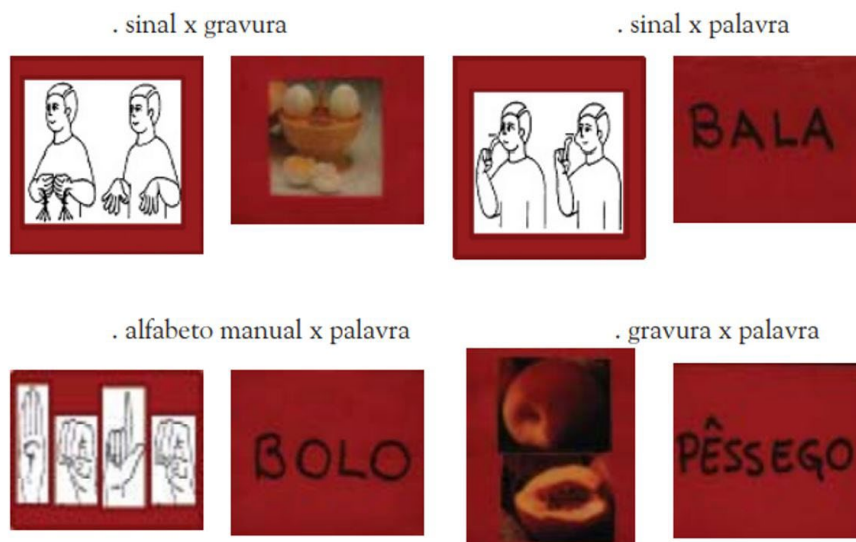 . sinal x gravura
. sinal x palavra
BALA
. alfabeto manual x palavra
. gravura x palavra
BOLO
PÊSSEGO